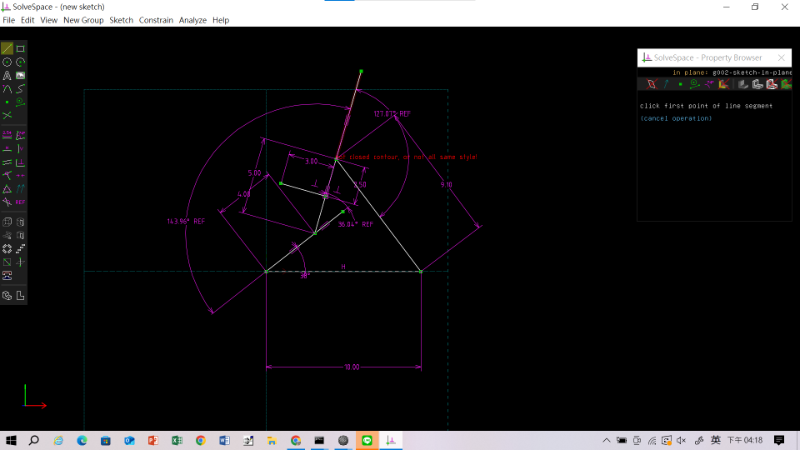 SolveSpace - (new sketch)
File Edit View New Group Sketch Constrain Analyze Help
SolveSpace - Property Browser
in plane: g002-sketch-in-plane
click first point of line segment
(cancel operation)
127.07° REF
closed contour, or not all same style!
3.00
5.00
2.50
9.10
4.00
143.96° REF
36.04° REF
H
38°
10.00
REF
英 下午 04:18